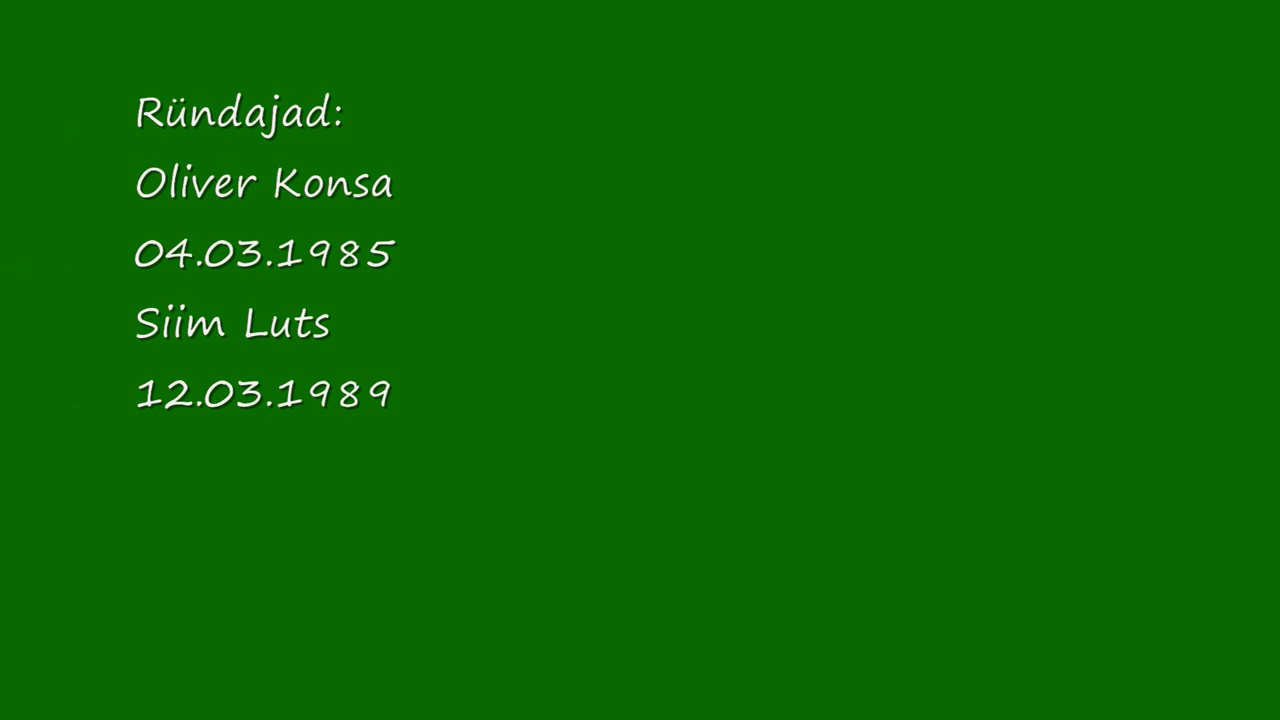 Ründajad:
Oliver Konsa
04.03.1985
Siim Luts
12.03.1989